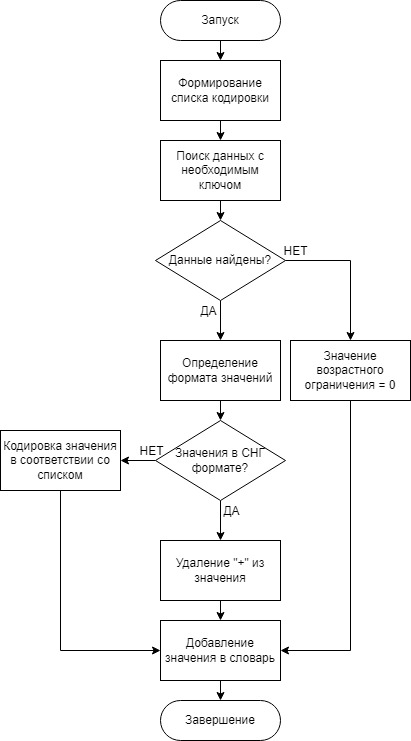 Запуск
Формирование
списка кодировки
Поиск данных с
необходимым
ключом
Данные найдены?
НЕТ
ДА
Определение
формата значений
Значение
возрастного
ограничения = 0
Кодировка значения
в соответствии со
списком
НЕТ
Значения в СНГ
формате?
ДА
Удаление "+" из
значения
Добавление
значения в словарь
Завершение